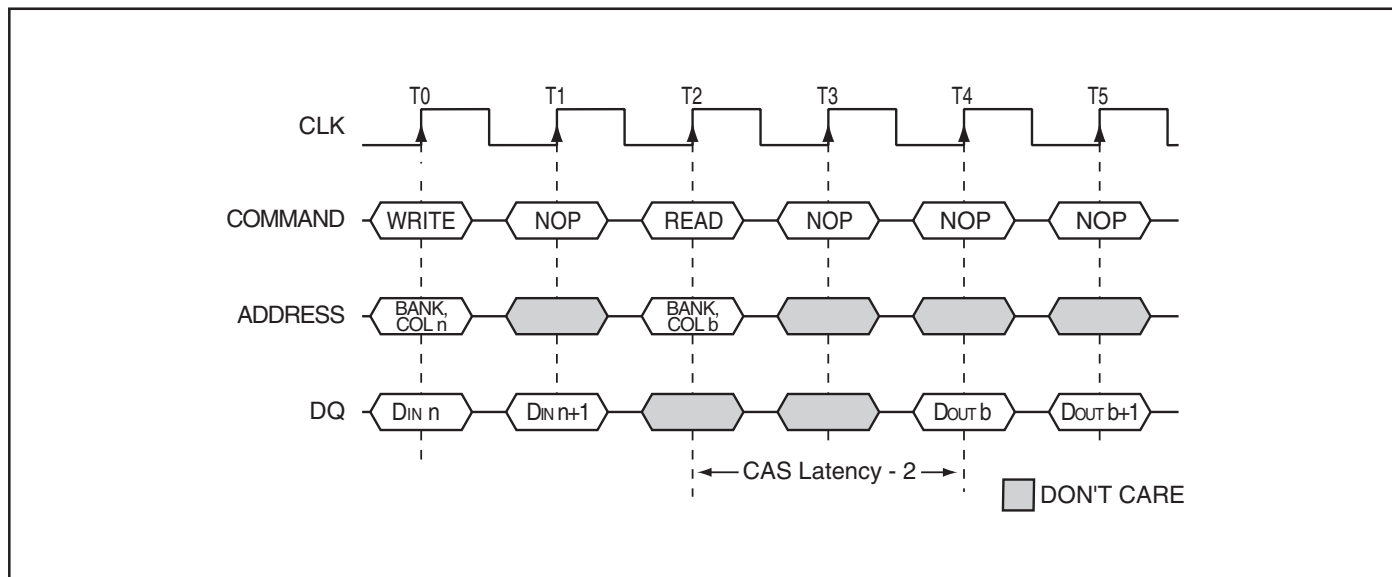 T0 T1 T2 T3 T4 T5
CLK
COMMAND WRITE NOP READ NOP NOP NOP
ADDRESS BANK, COL n BANK, COL b
DQ DIN n DIN n+1 DOUT b DOUT b+1
CAS Latency - 2
DON'T CARE